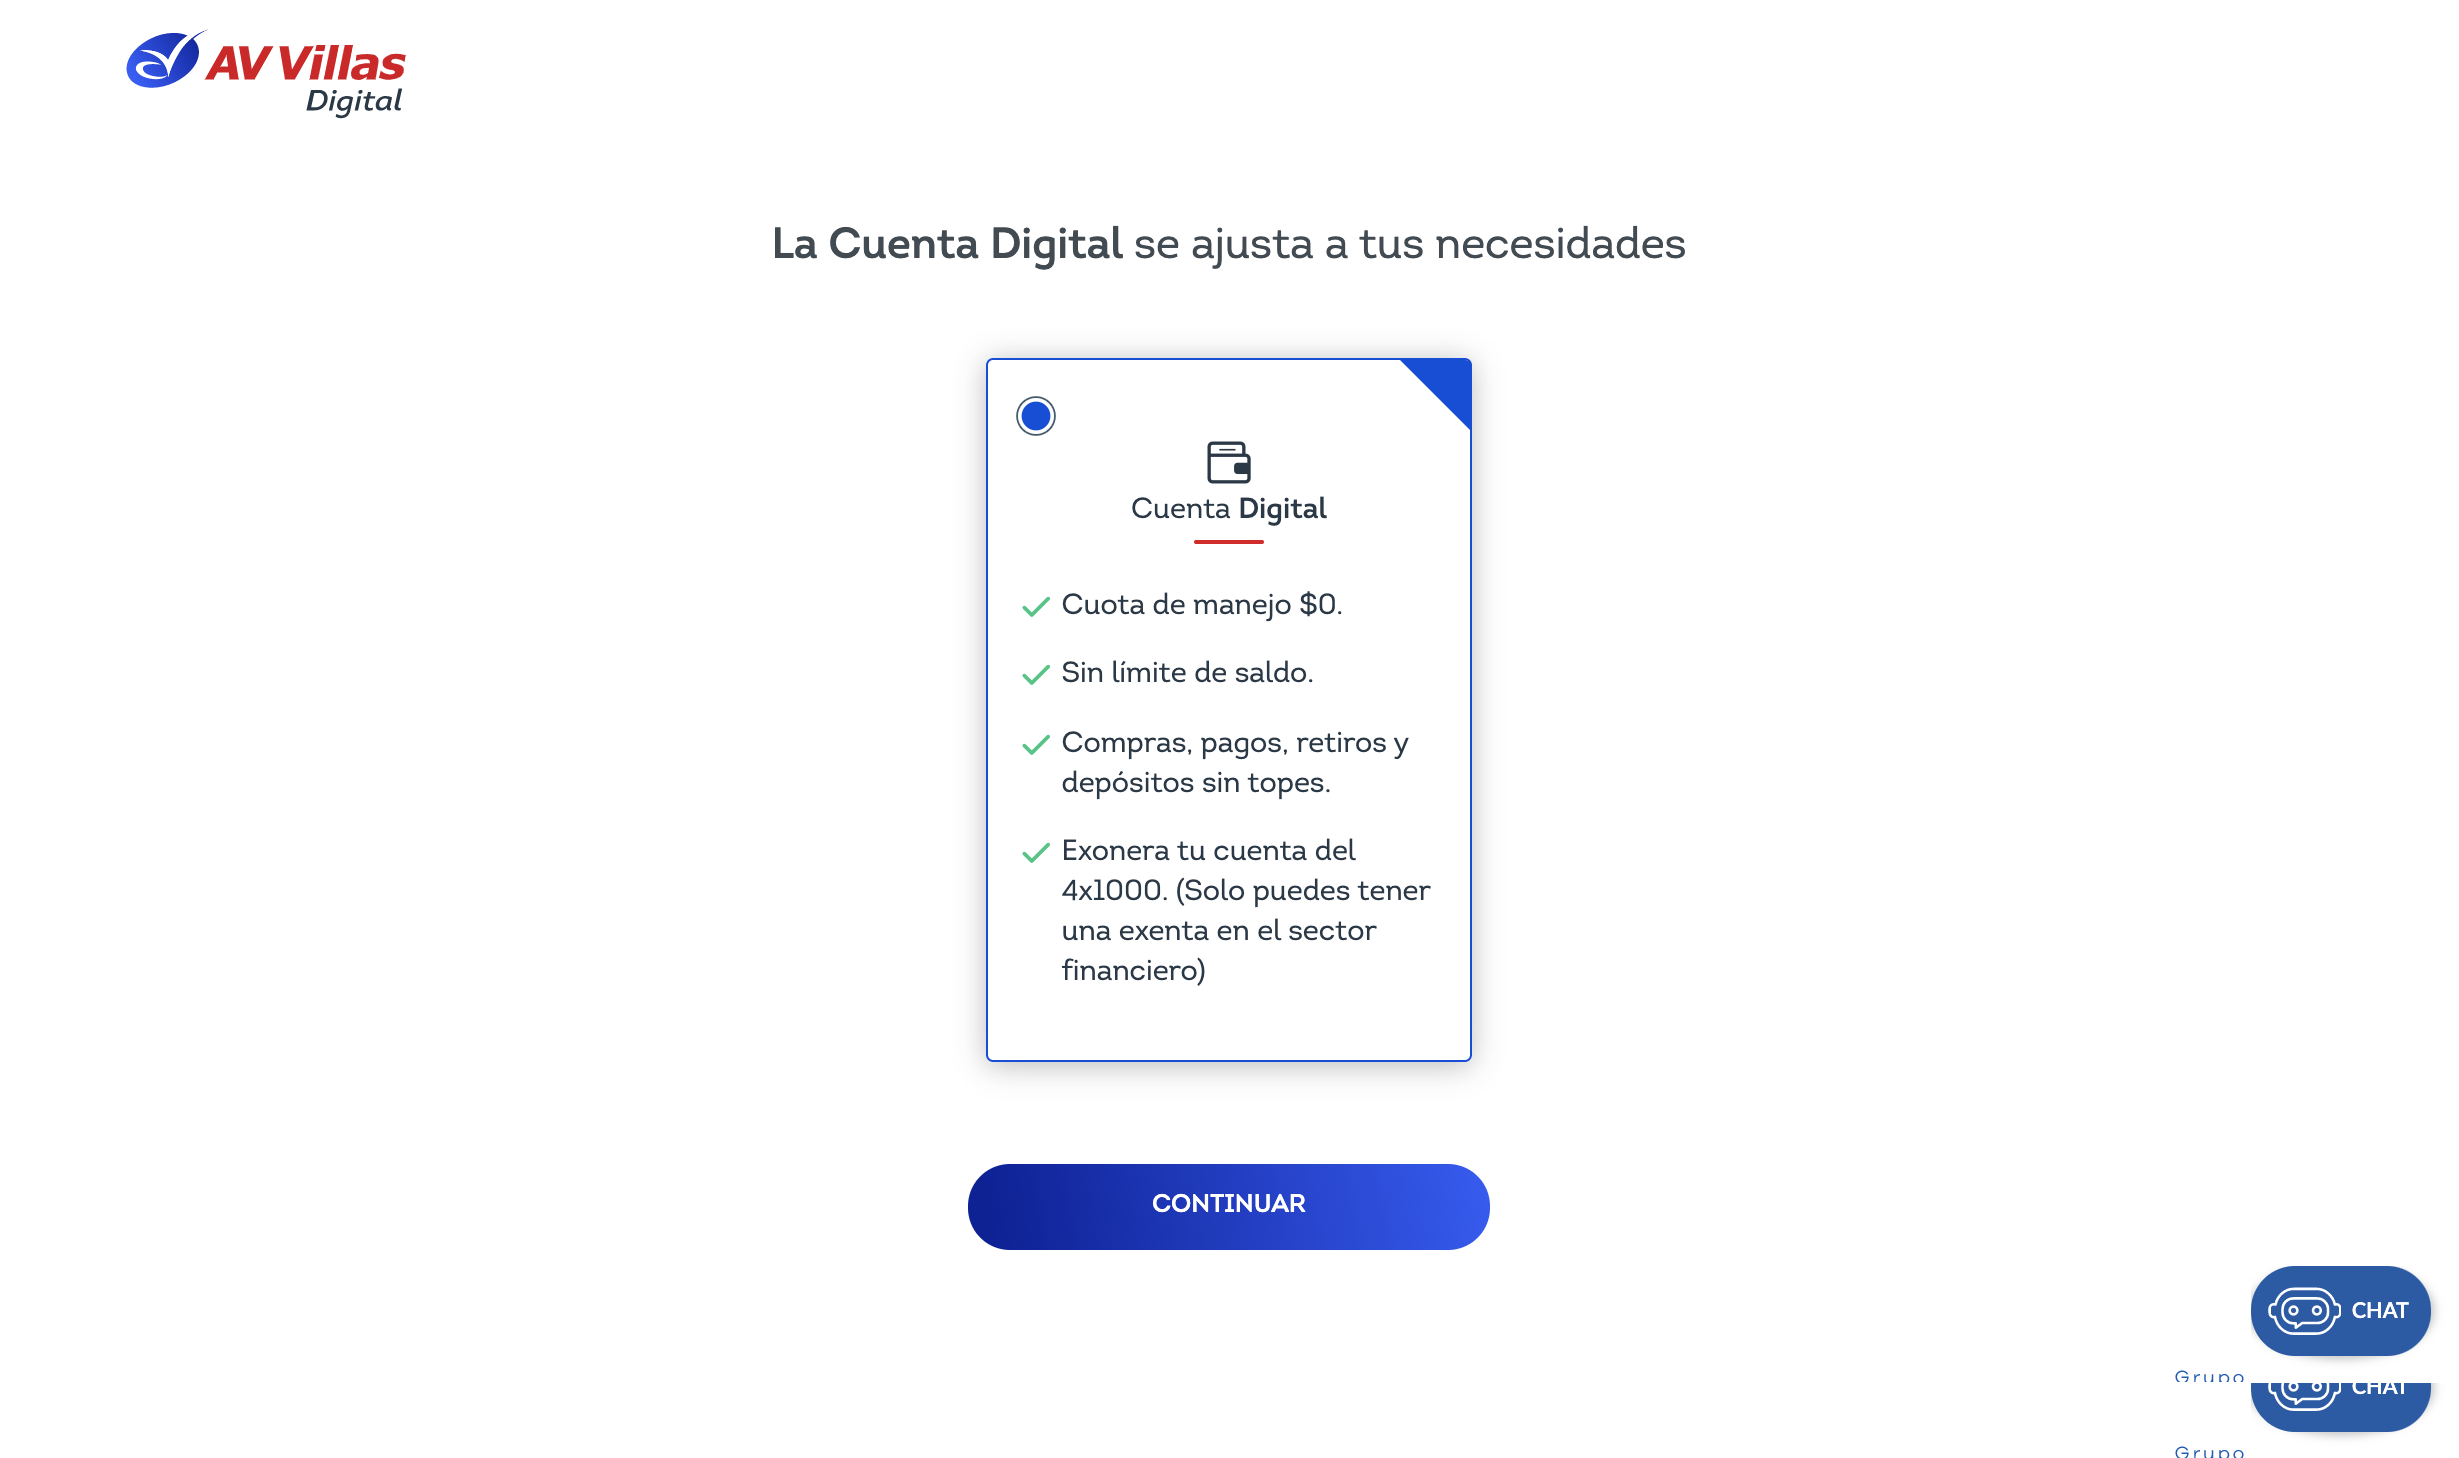 AV Villas
Digital
La Cuenta Digital se ajusta a tus necesidades
Cuenta Digital
Cuota de manejo $0.
Sin límite de saldo.
Compras, pagos, retiros y
depósitos sin topes.
Exonera tu cuenta del
4x1000. (Solo puedes tener
una exenta en el sector
financiero)
CONTINUAR
CHAT
Grupo
CHAT
Grupo